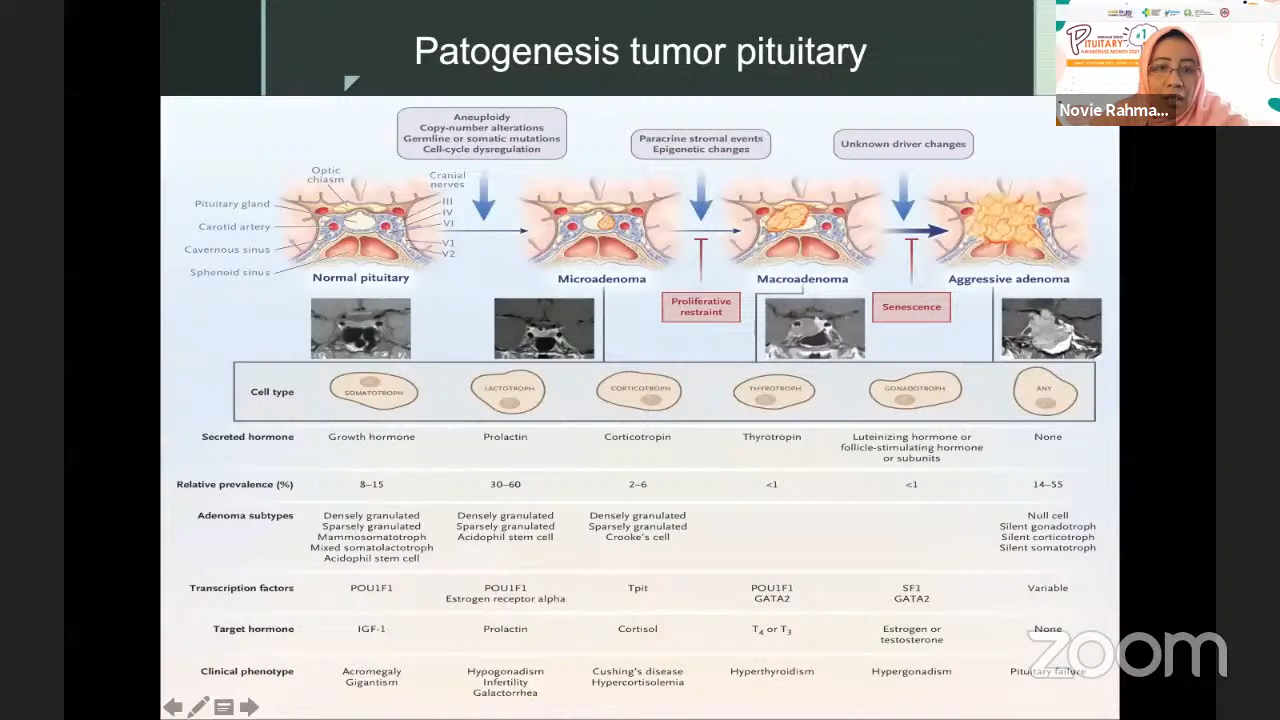 Patogenesis tumor pituitary
PITUITARY
#1
AWARENESS MONTH 2021
Novie Rahma...
Aneuploidy
Copy-number alterations
Germline or somatic mutations
Cell-cycle dysregulation
Paracrine stromal events
Epigenetic changes
Unknown driver changes
Optic
chiasm
Cranial
nerves
Pituitary gland
Carotid artery
Cavernous sinus
Sphenoid sinus
III
IV
VI
V1
V2
Normal pituitary
Microadenoma
Macroadenoma
Aggressive adenoma
Proliferative
restraint
Senescence
Cell type
SOMATOTROPH
LACTOTROPH
CORTICOTROPH
THYROTROPH
GONADOTROPH
ANY
Secreted hormone
Growth hormone
Prolactin
Corticotropin
Thyrotropin
Luteinizing hormone or
follicle-stimulating hormone
or subunits
None
Relative prevalence (%)
8–15
30–60
2–6
<1
<1
14–55
Adenoma subtypes
Densely granulated
Sparsely granulated
Mammosomatotroph
Mixed somatolactotroph
Acidophil stem cell
Densely granulated
Sparsely granulated
Acidophil stem cell
Densely granulated
Sparsely granulated
Crooke's cell
Null cell
Silent gonadotroph
Silent corticotroph
Silent somatotroph
Transcription factors
POU1F1
POU1F1
Estrogen receptor alpha
Tpit
POU1F1
GATA2
SF1
GATA2
Variable
Target hormone
IGF-1
Prolactin
Cortisol
T4 or T3
Estrogen or
testosterone
None
Clinical phenotype
Acromegaly
Gigantism
Hypogonadism
Infertility
Galactorrhea
Cushing's disease
Hypercortisolemia
Hyperthyroidism
Hypergonadism
Pituitary failure
zoom